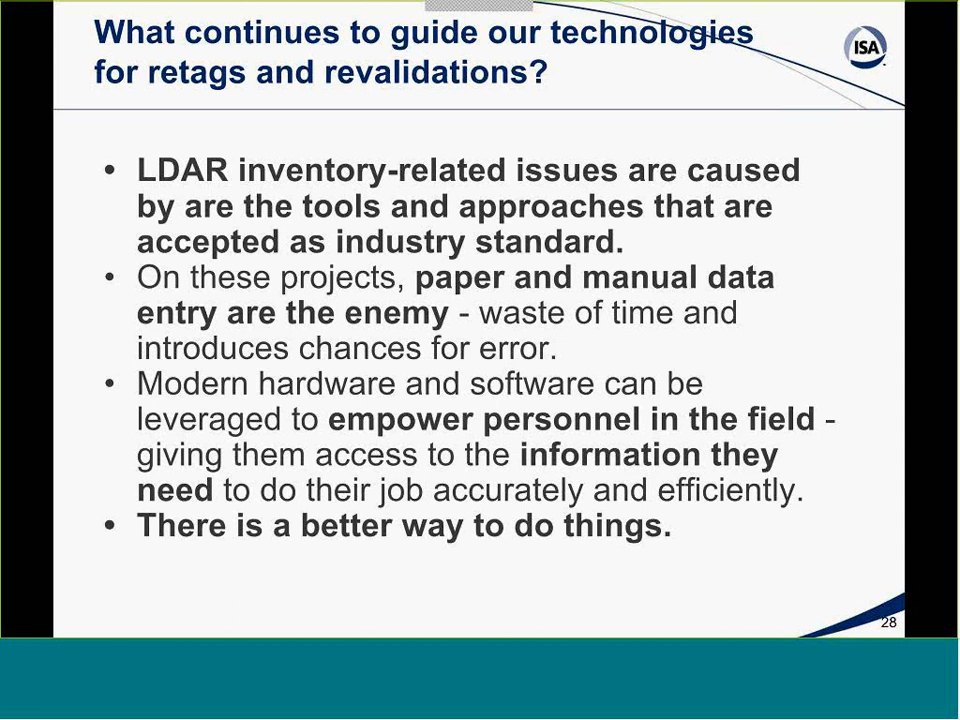 What continues to guide our technologies
for retags and revalidations?
ISA
• LDAR inventory-related issues are caused
by are the tools and approaches that are
accepted as industry standard.
• On these projects, paper and manual data
entry are the enemy - waste of time and
introduces chances for error.
• Modern hardware and software can be
leveraged to empower personnel in the field -
giving them access to the information they
need to do their job accurately and efficiently.
• There is a better way to do things.
28